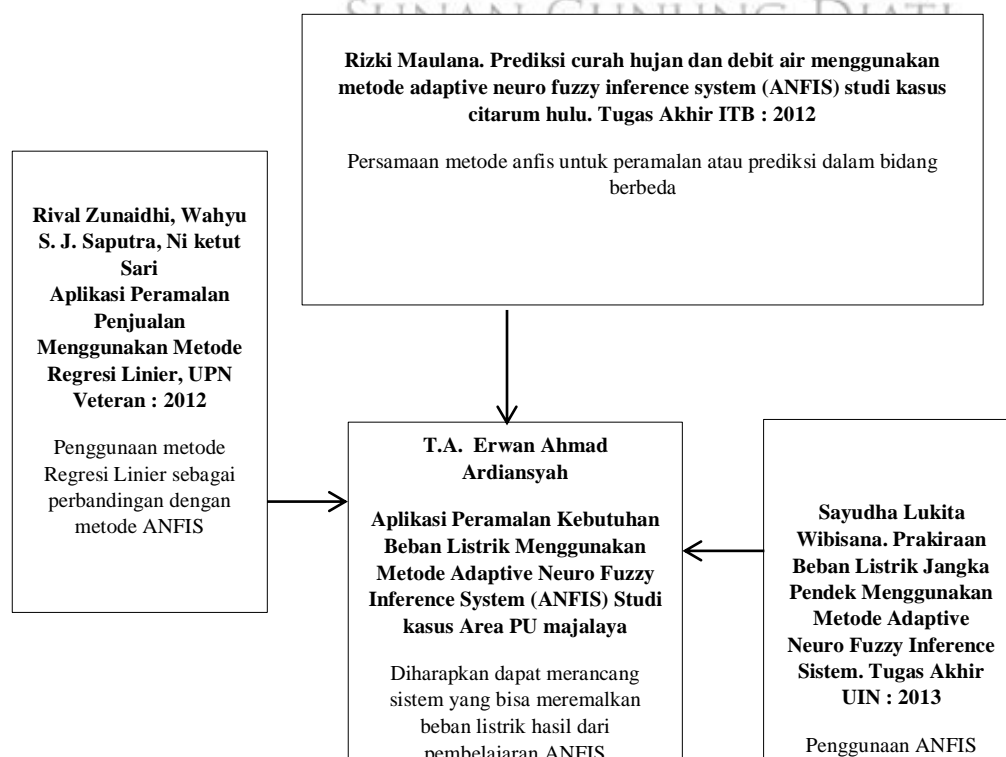 SUNAN GUNUNG DJATI
Rizki Maulana. Prediksi curah hujan dan debit air menggunakan
metode adaptive neuro fuzzy inference system (ANFIS) studi kasus
citarum hulu. Tugas Akhir ITB : 2012
Persamaan metode anfis untuk peramalan atau prediksi dalam bidang
berbeda
Rival Zunaidhi, Wahyu
S. J. Saputra, Ni ketut
Sari
Aplikasi Peramalan
Penjualan
Menggunakan Metode
Regresi Linier, UPN
Veteran : 2012
Penggunaan metode
Regresi Linier sebagai
perbandingan dengan
metode ANFIS
T.A. Erwan Ahmad
Ardiansyah
Aplikasi Peramalan Kebutuhan
Beban Listrik Menggunakan
Metode Adaptive Neuro Fuzzy
Inference System (ANFIS) Studi
kasus Area PU majalaya
Diharapkan dapat merancang
sistem yang bisa meremalkan
beban listrik hasil dari
pembelajaran ANFIS
Sayudha Lukita
Wibisana. Prakiraan
Beban Listrik Jangka
Pendek Menggunakan
Metode Adaptive
Neuro Fuzzy Inference
Sistem. Tugas Akhir
UIN : 2013
Penggunaan ANFIS